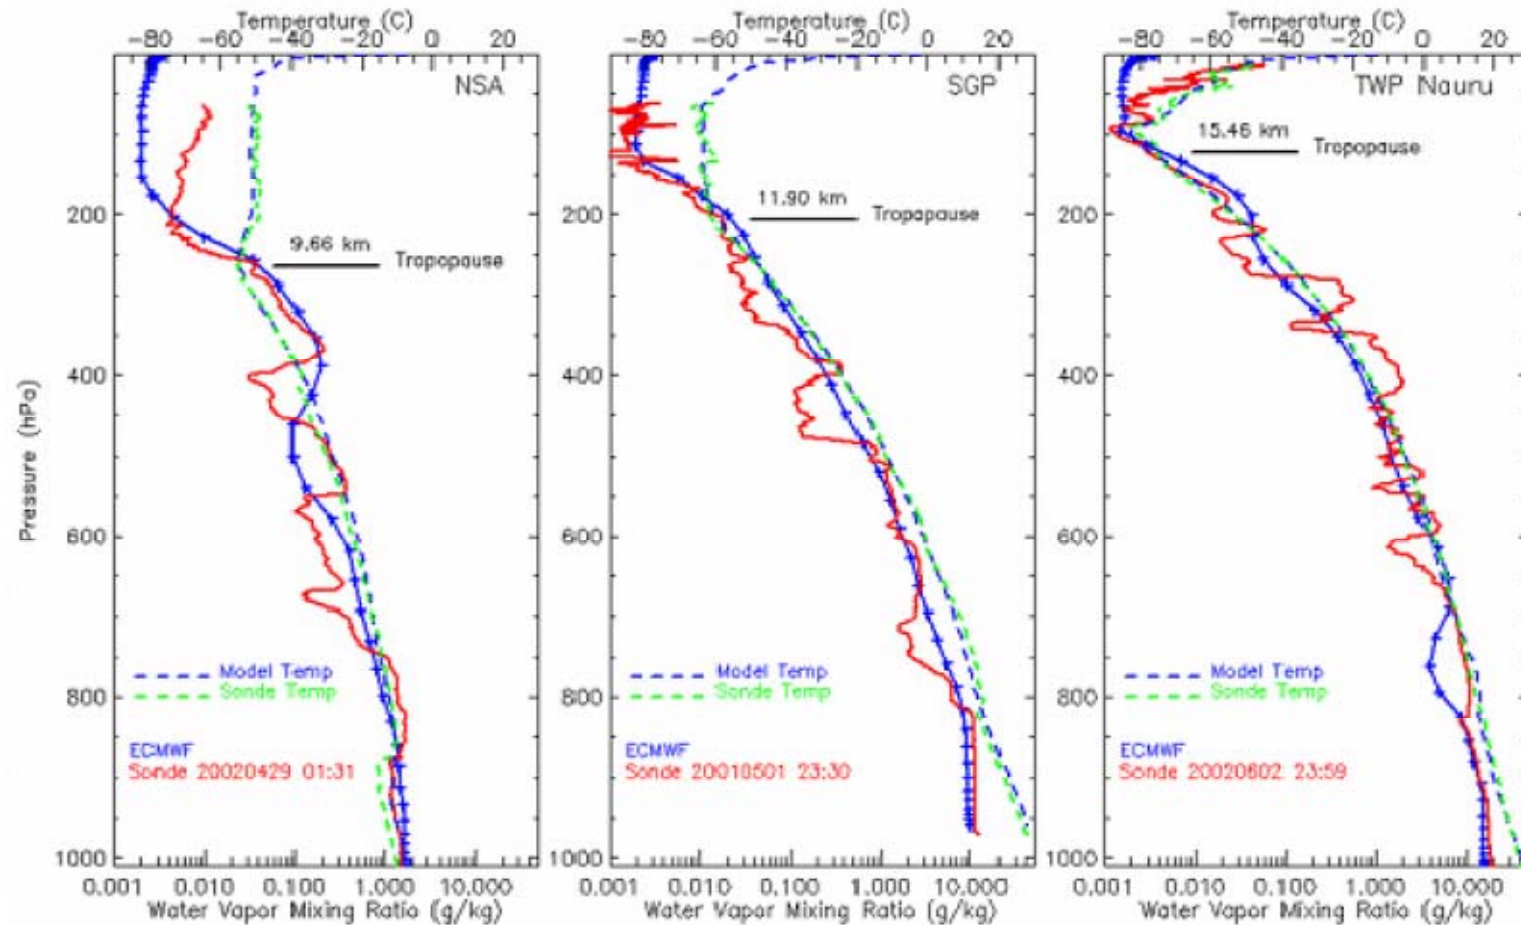 Temperature (C)
-80 -60 -40 -20 0 20
NSA
9.66 km
Tropopause
200
400
600
800
1000
Pressure (hPa)
Model Temp
Sonde Temp
ECMWF
Sonde 20020429 01:31
0.001 0.010 0.100 1.000 10.000
Water Vapor Mixing Ratio (g/kg)
Temperature (C)
-80 -60 -40 -20 0 20
SGP
11.90 km
Tropopause
200
400
600
800
1000
Model Temp
Sonde Temp
ECMWF
Sonde 20010501 23:30
0.001 0.010 0.100 1.000 10.000
Water Vapor Mixing Ratio (g/kg)
Temperature (C)
-80 -60 -40 -20 0 20
TWP Nauru
15.46 km
Tropopause
200
400
600
800
1000
Model Temp
Sonde Temp
ECMWF
Sonde 20020602 23:59
0.001 0.010 0.100 1.000 10.000
Water Vapor Mixing Ratio (g/kg)